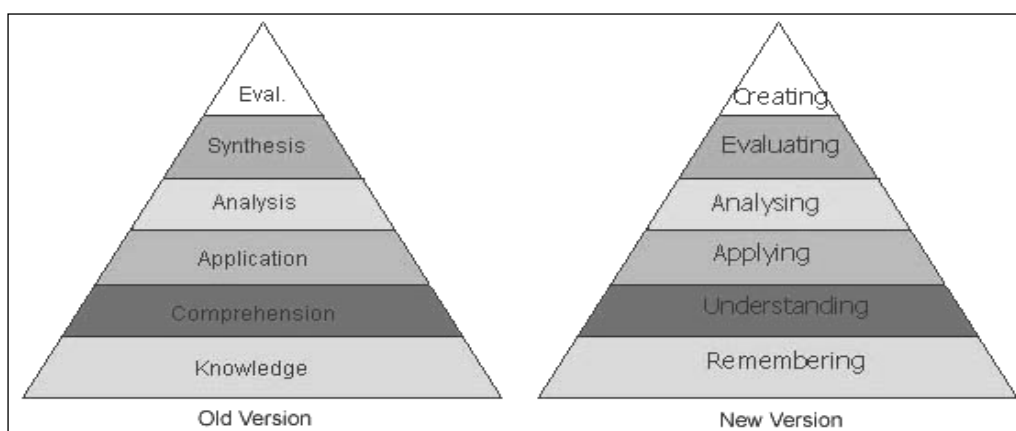 Eval.
Synthesis
Analysis
Application
Comprehension
Knowledge
Old Version
Creating
Evaluating
Analysing
Applying
Understanding
Remembering
New Version